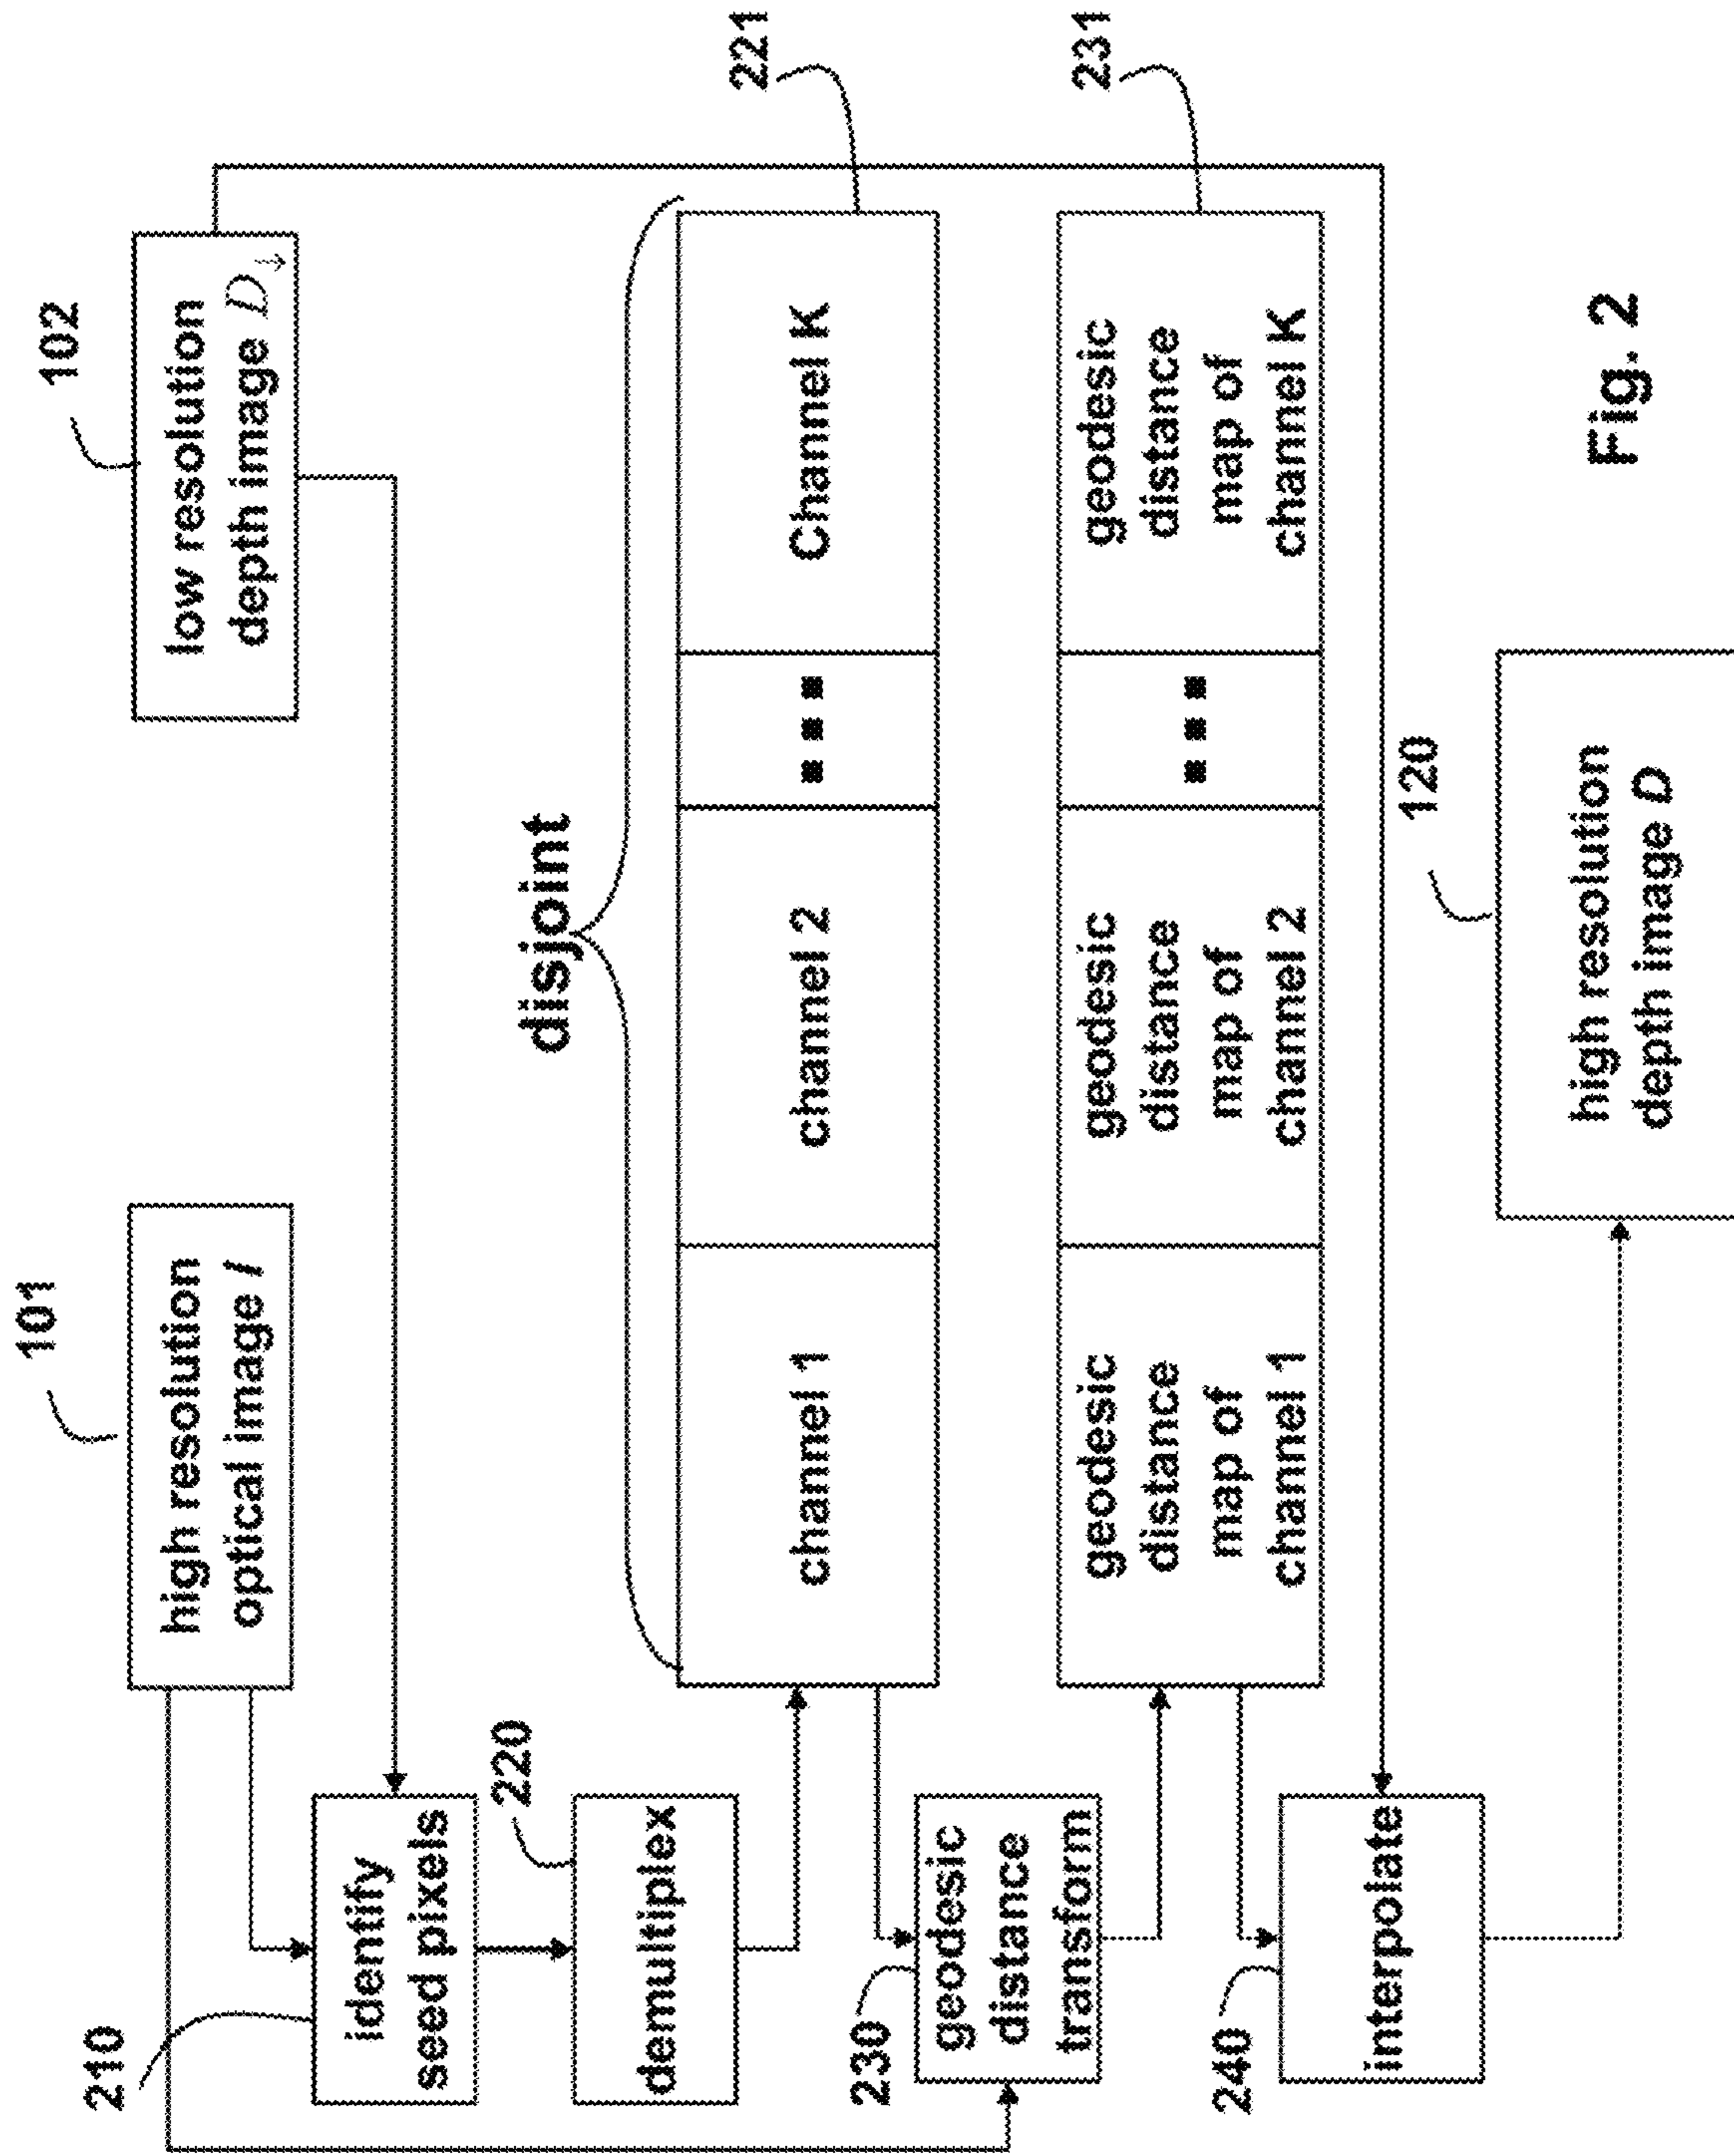 101
high resolution
optical image I
102
low resolution
depth image D↓
210
identify
seed pixels
220
demultiplex
disjoint
channel 1
channel 2
■ ■ ■
Channel K
221
230
geodesic
distance
transform
geodesic
distance
map of
channel 1
geodesic
distance
map of
channel 2
■ ■ ■
geodesic
distance
map of
channel K
231
240
interpolate
120
high resolution
depth image D
Fig. 2